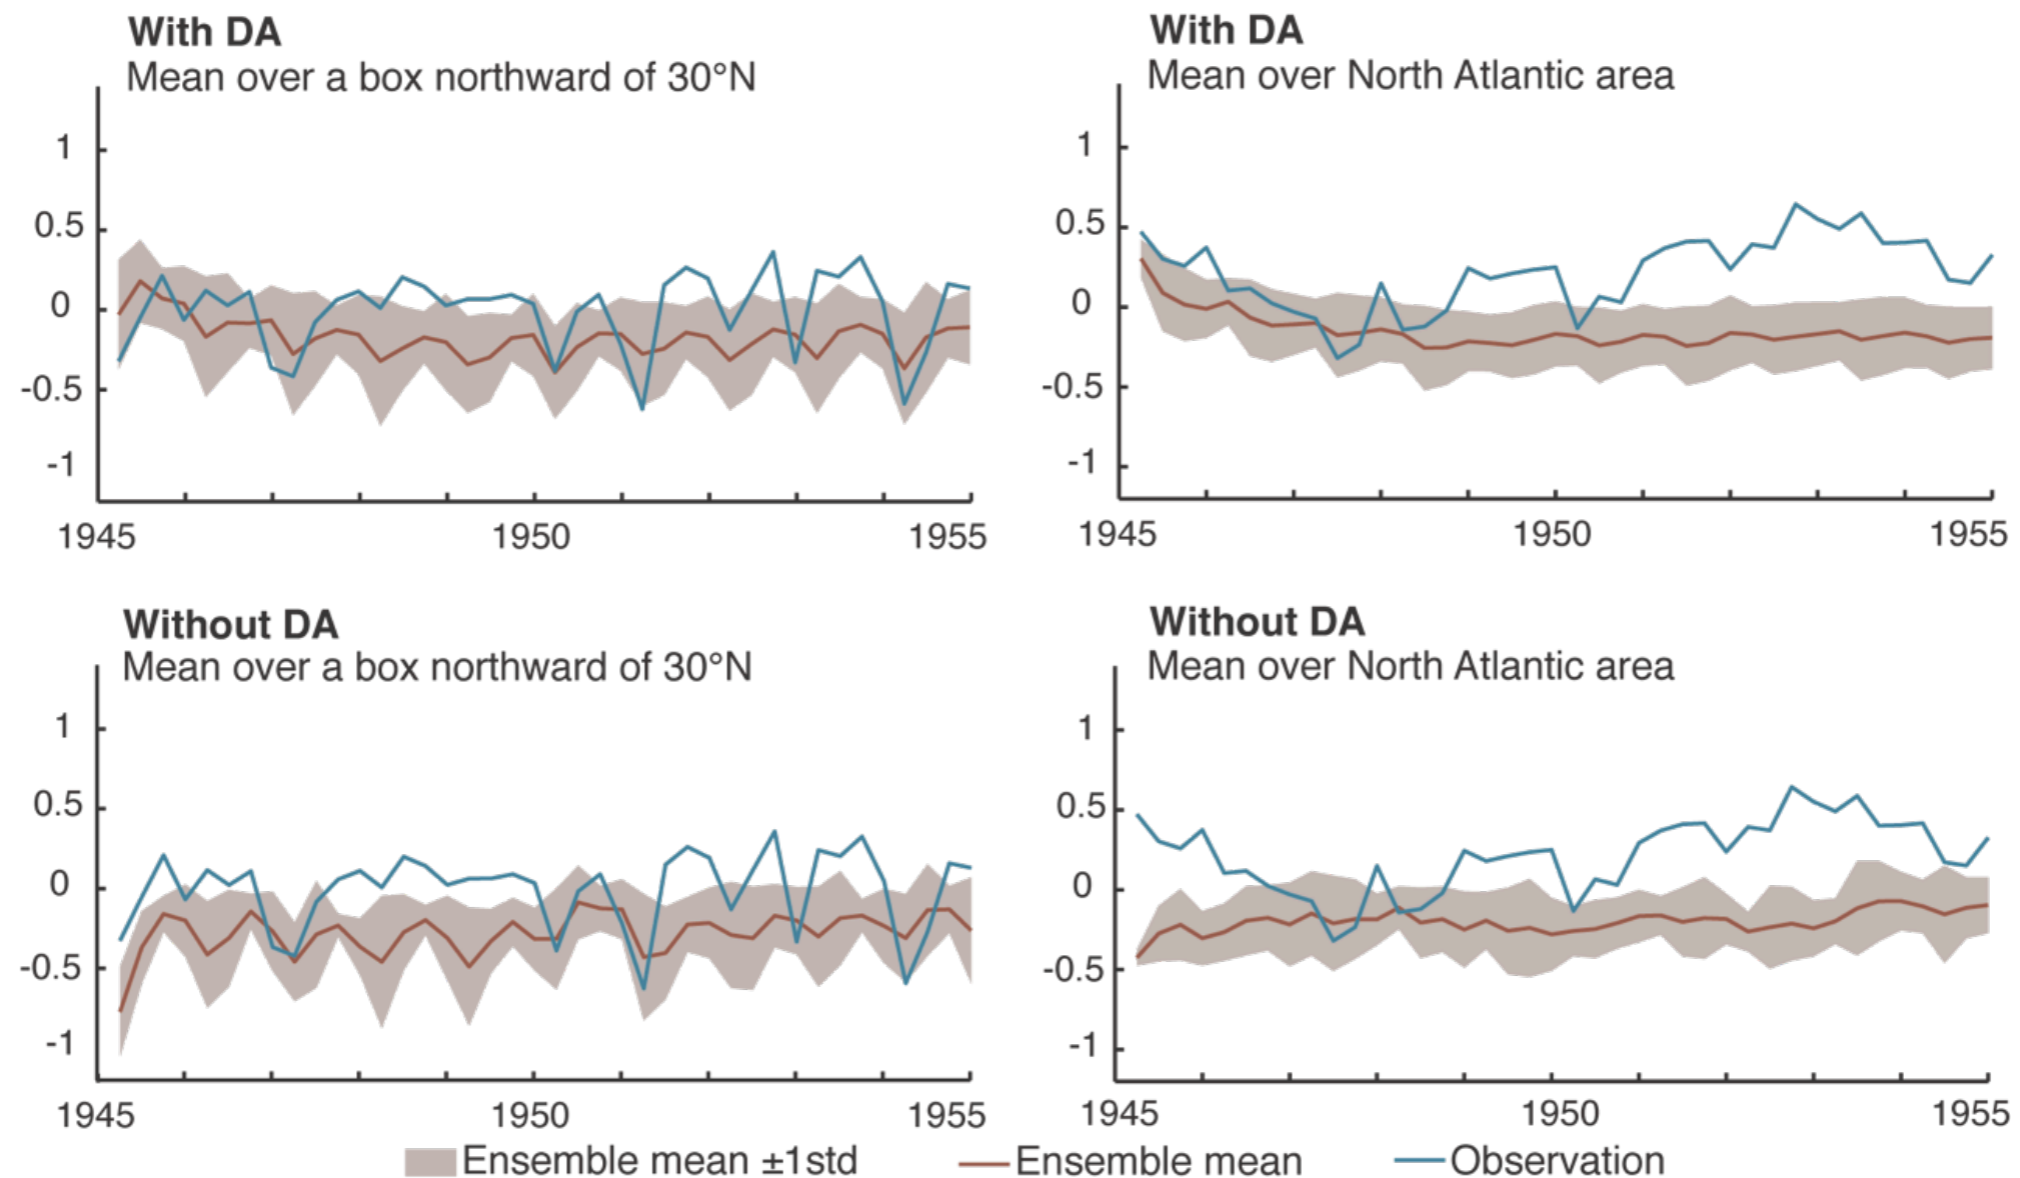 With DA
Mean over a box northward of 30°N
1
0.5
0
-0.5
-1
1945 1950 1955
With DA
Mean over North Atlantic area
1
0.5
0
-0.5
-1
1945 1950 1955
Without DA
Mean over a box northward of 30°N
1
0.5
0
-0.5
-1
1945 1950 1955
Without DA
Mean over North Atlantic area
1
0.5
0
-0.5
-1
1945 1950 1955
Ensemble mean ±1std Ensemble mean Observation